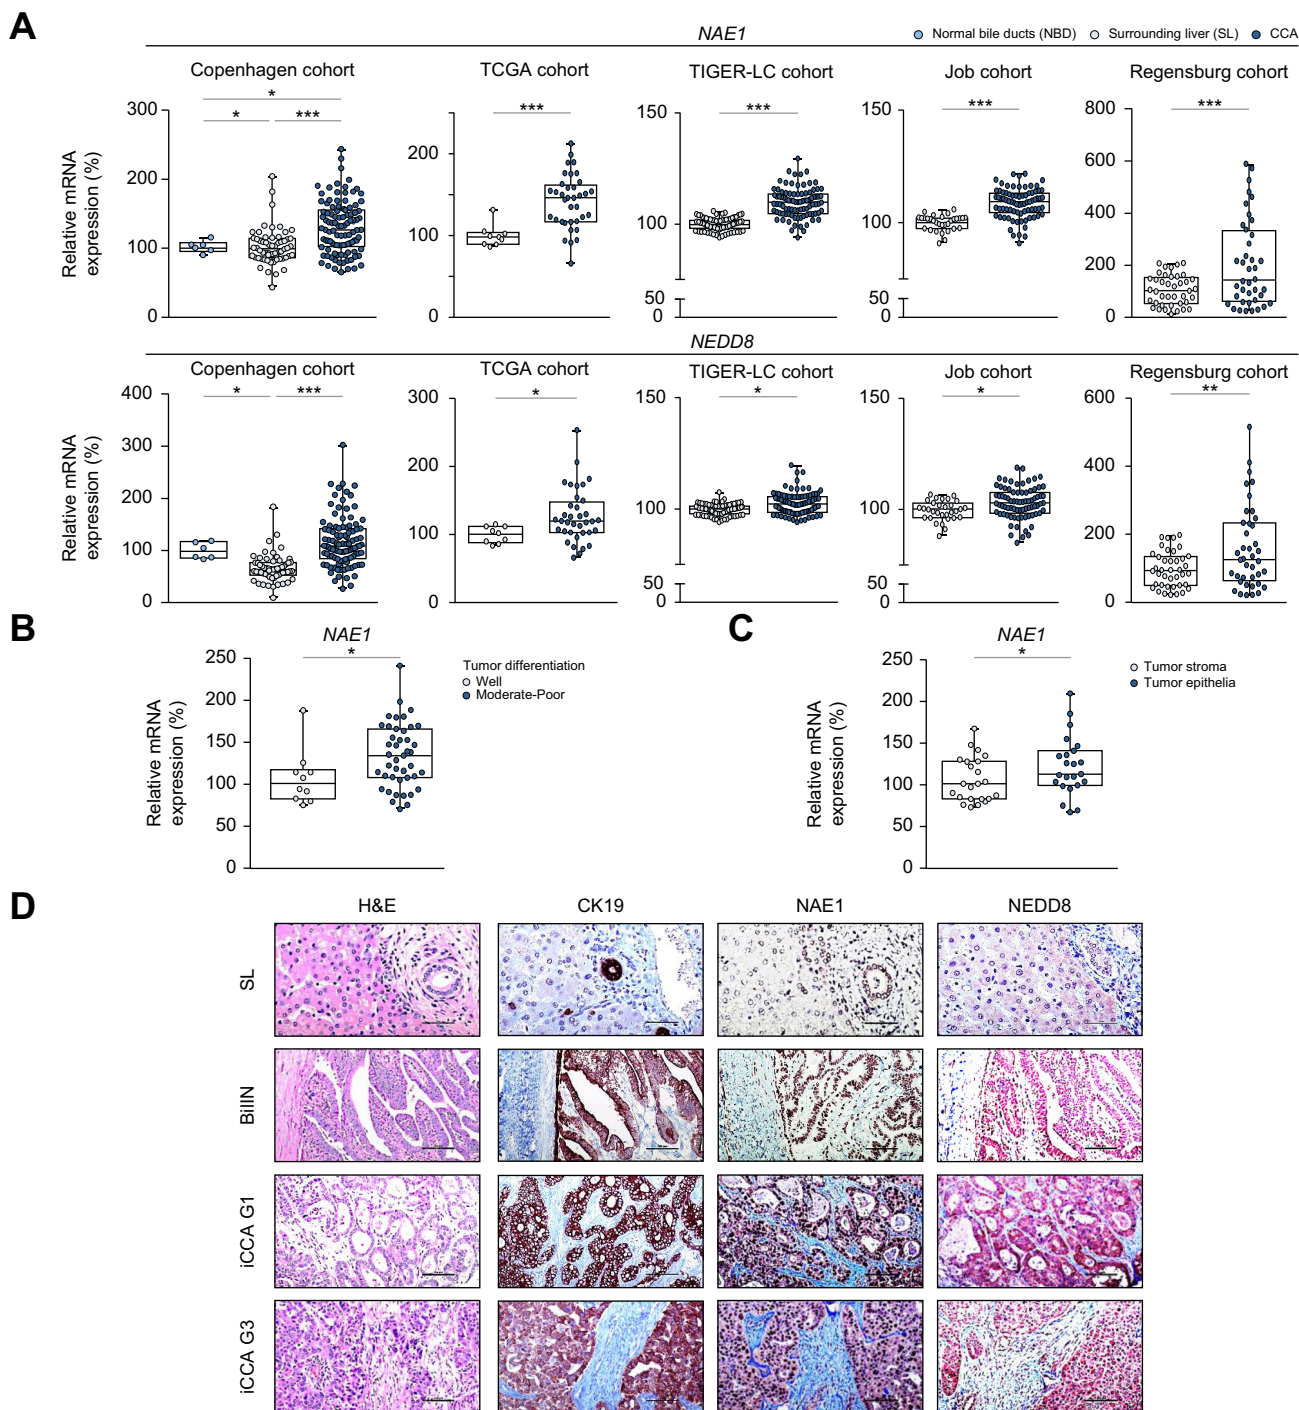 A
NAE1
Normal bile ducts (NBD) Surrounding liver (SL) CCA
Copenhagen cohort TCGA cohort TIGER-LC cohort Job cohort Regensburg cohort
Relative mRNA
expression (%)
* * *** *** *** *** ***
300 200 100 0
200 100 0
150 100 50 0
150 100 50 0
800 600 400 200 0
NEDD8
Copenhagen cohort TCGA cohort TIGER-LC cohort Job cohort Regensburg cohort
Relative mRNA
expression (%)
* *** * * * **
400 300 200 100 0
300 200 100 0
150 100 50 0
150 100 50 0
600 400 200 0
B
NAE1
*
Relative mRNA
expression (%)
250 200 150 100 50 0
Tumor differentiation
Well
Moderate-Poor
C
NAE1
*
Relative mRNA
expression (%)
250 200 150 100 50 0
Tumor stroma
Tumor epithelia
D
H&E CK19 NAE1 NEDD8
SL
BilIN
iCCA G1
iCCA G3